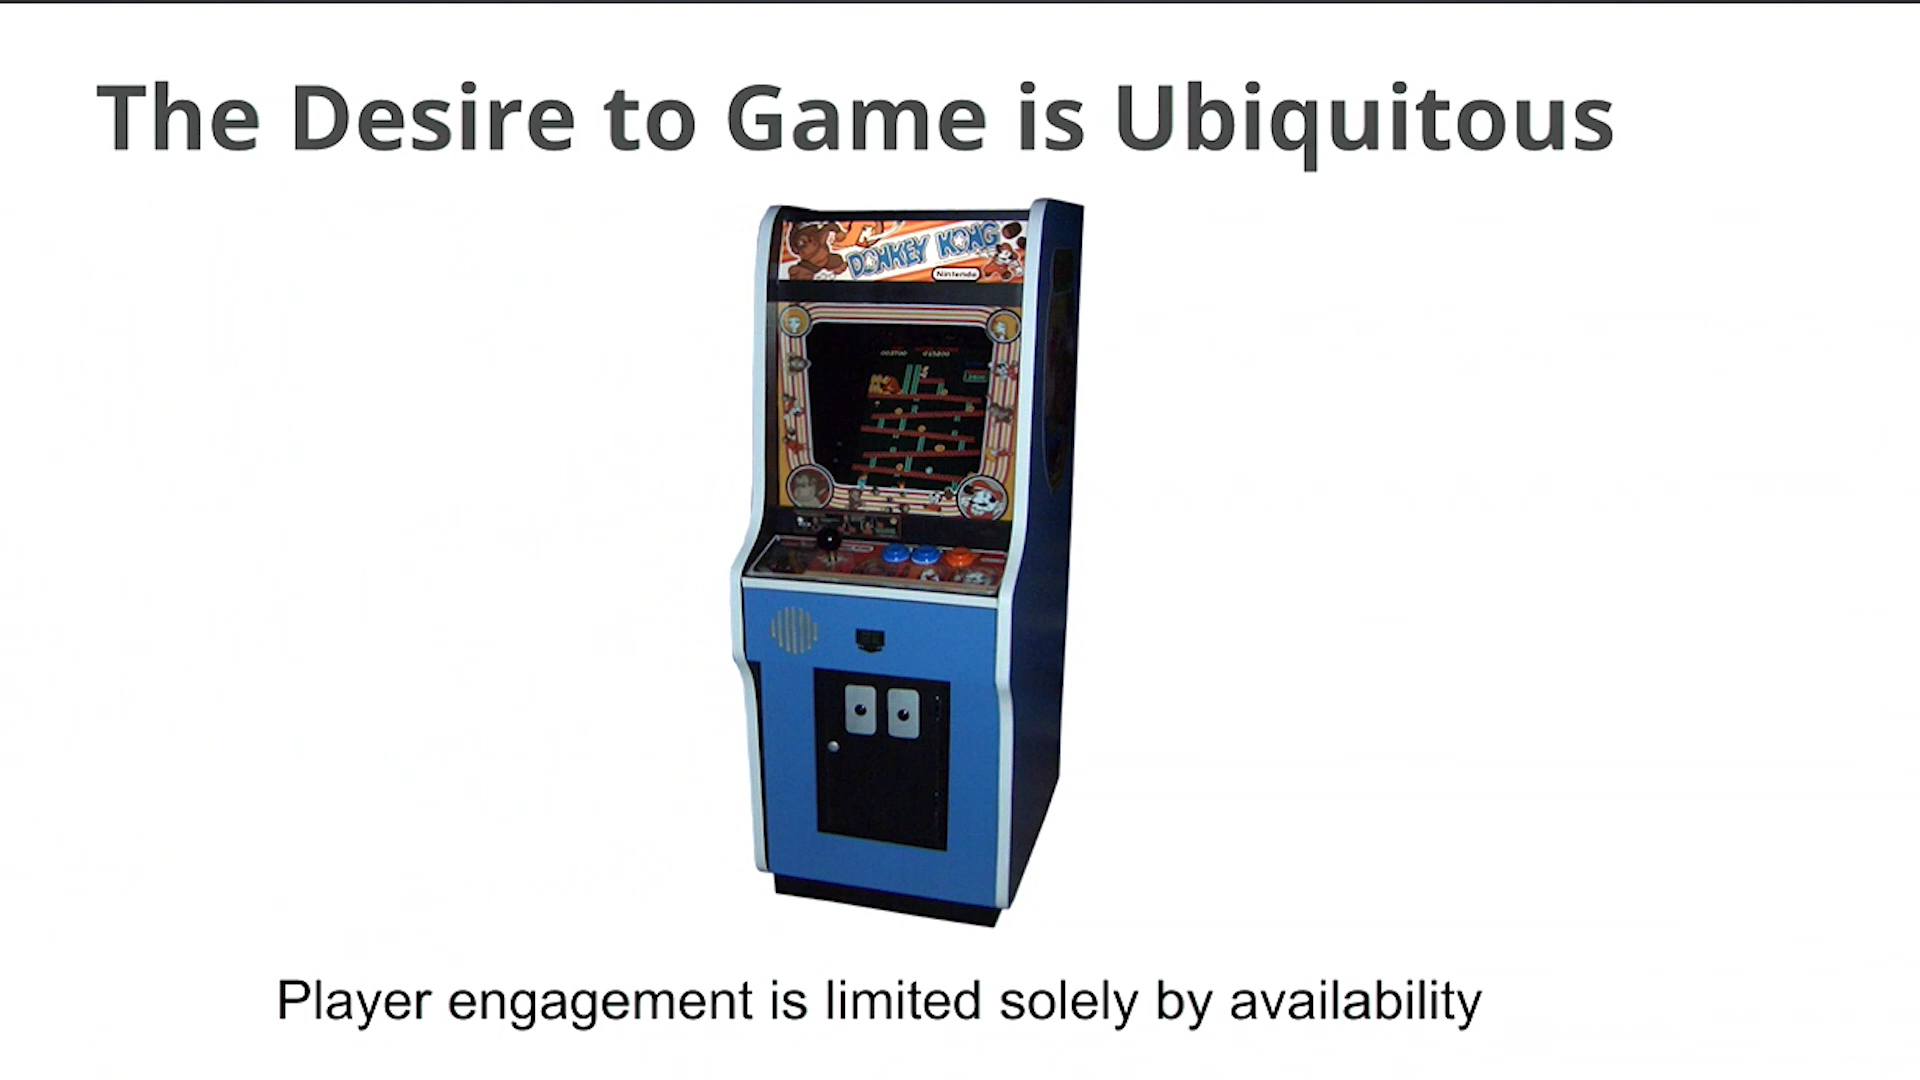 The Desire to Game is Ubiquitous
DONKEY KONG
Nintendo
Player engagement is limited solely by availability